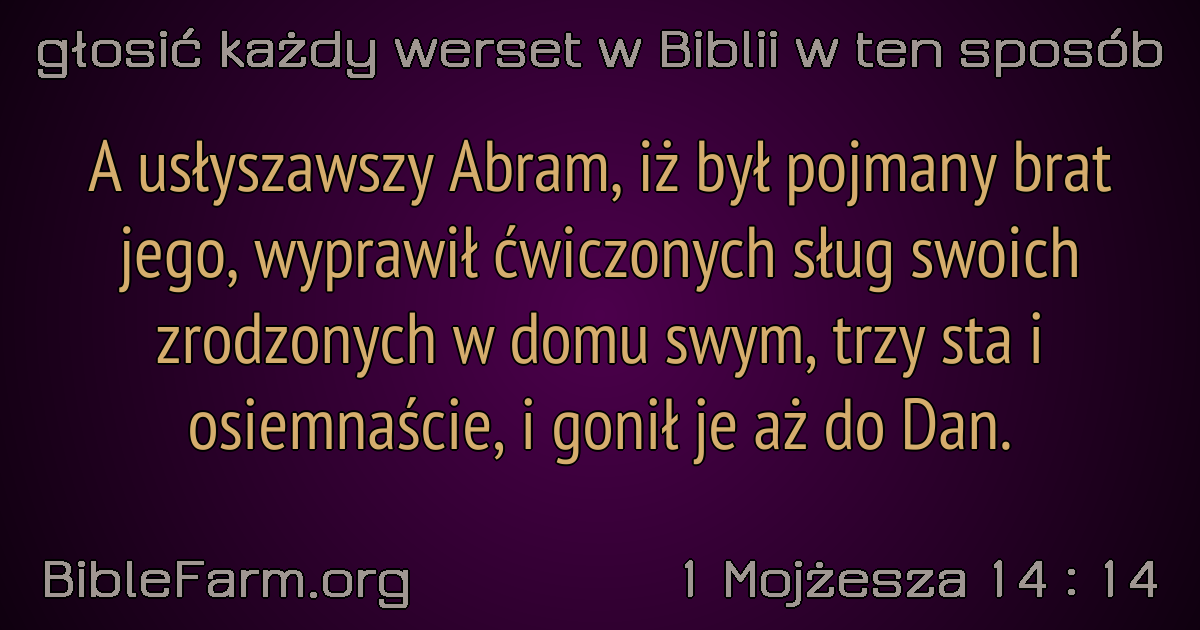 głosić każdy werset w Biblii w ten sposób
A usłyszawszy Abram, iż był pojmany brat
jego, wyprawił ćwiczonych sług swoich
zrodzonych w domu swym, trzy sta i
osiemnaście, i gonił je aż do Dan.
BibleFarm.org
1 Mojżesza 14 : 14